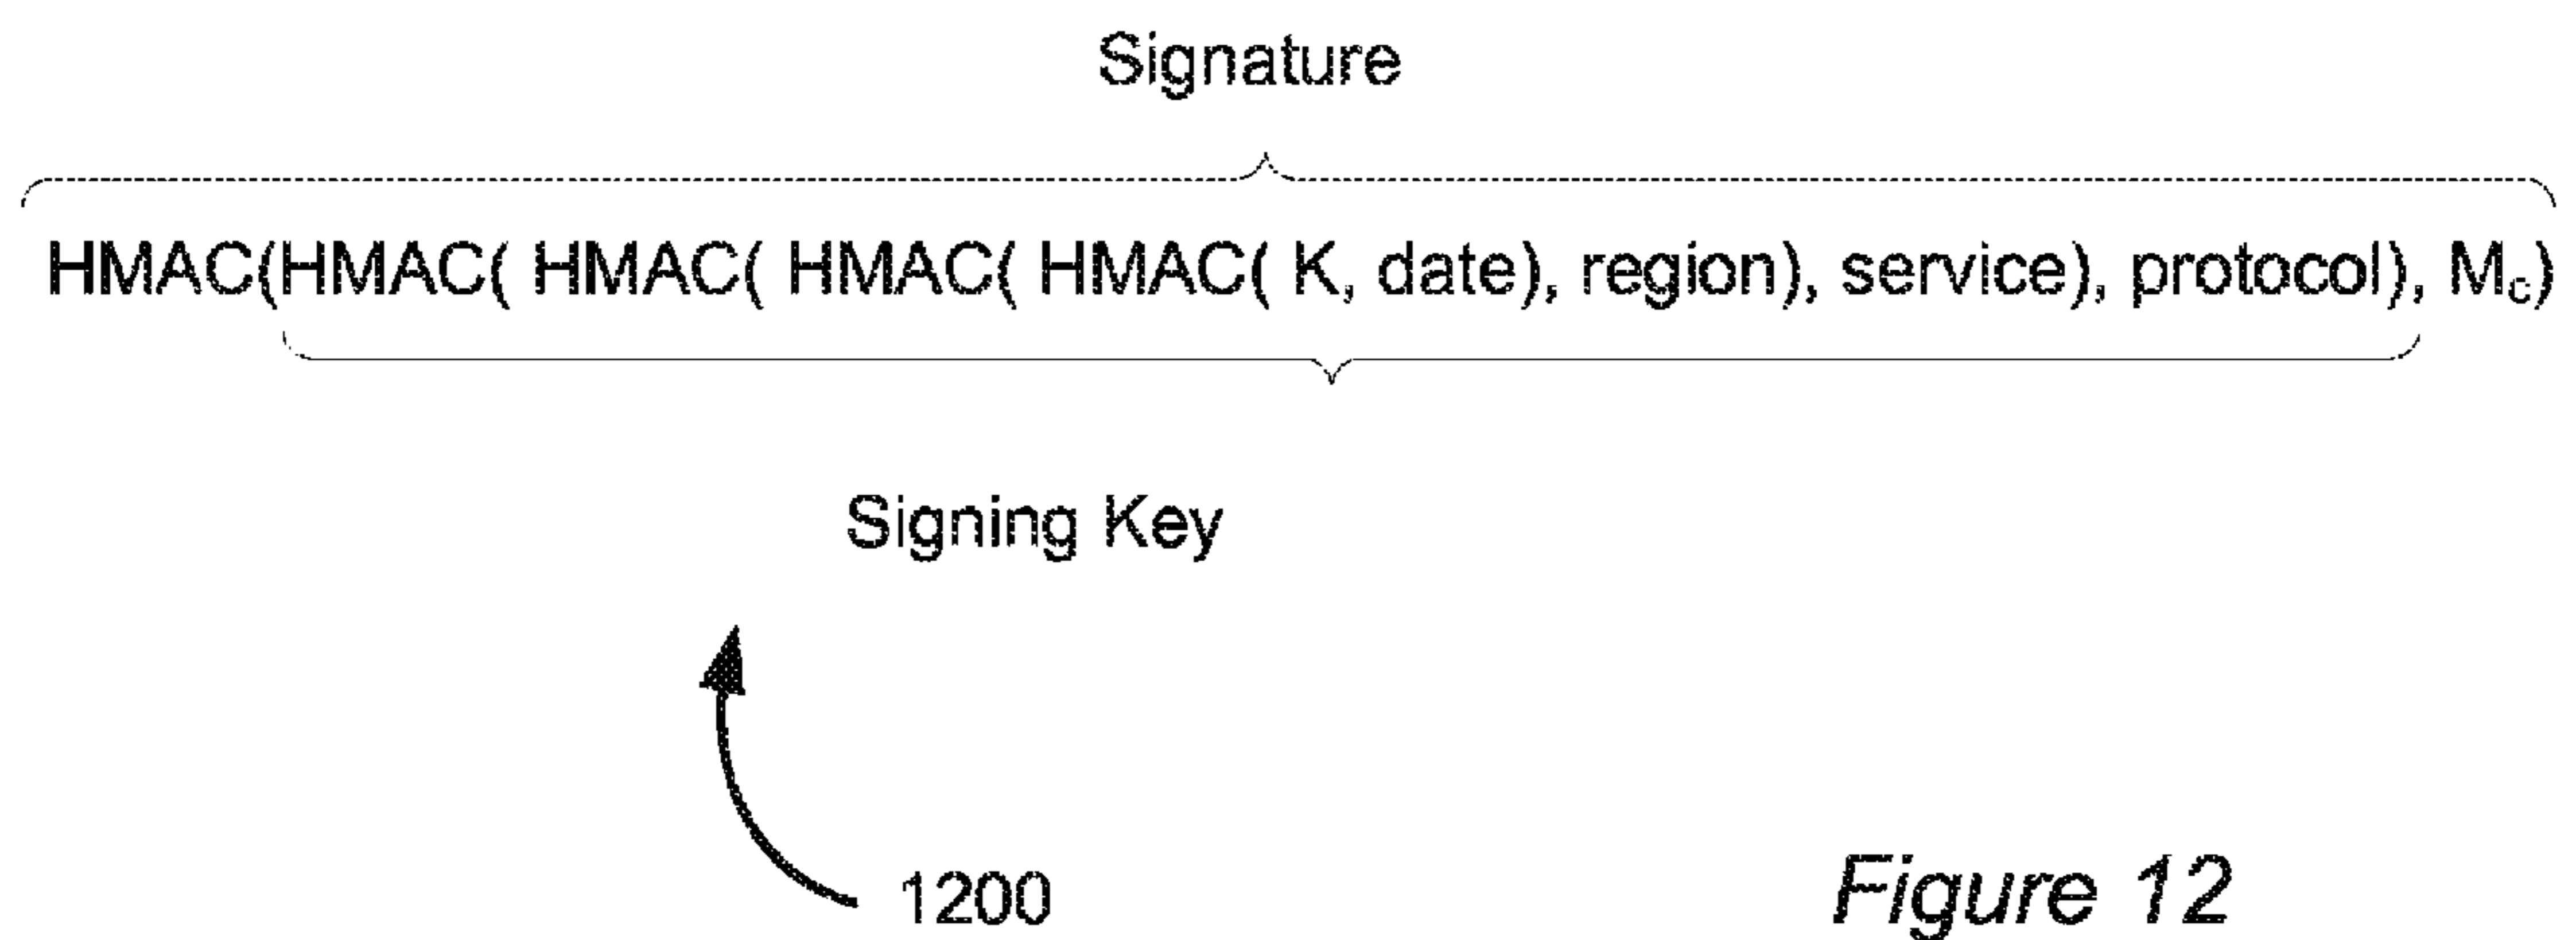 Signature
HMAC(HMAC( HMAC( HMAC( HMAC( K, date), region), service), protocol), Mc)
Signing Key
1200
Figure 12